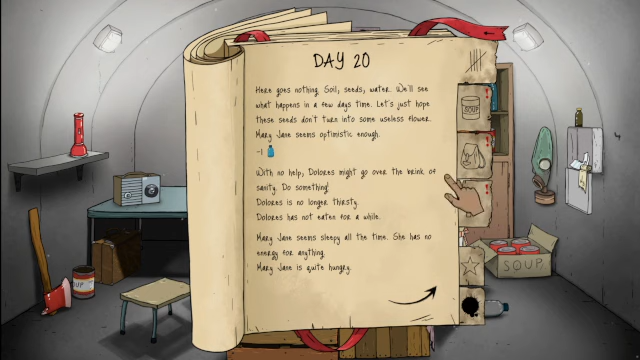 DAY 20
Here goes nothing. Soil, seeds, water. We'll see
what happens in a few days time. Let's just hope
these seeds don't turn into some useless flower.
Mary Jane seems optimistic enough.
-1
With no help, Dolores might go over the brink of
sanity. Do something!
Dolores is no longer thirsty.
Dolores has not eaten for a while.
Mary Jane seems sleepy all the time. She has no
energy for anything.
Mary Jane is quite hungry.
SOUP
SOUP
SOUP